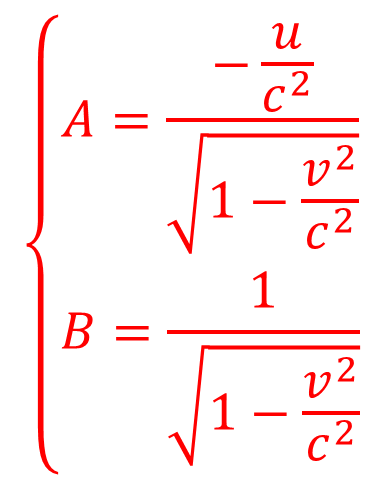 A = (-u/c²)/√(1 - v²/c²)
B = 1/√(1 - v²/c²)